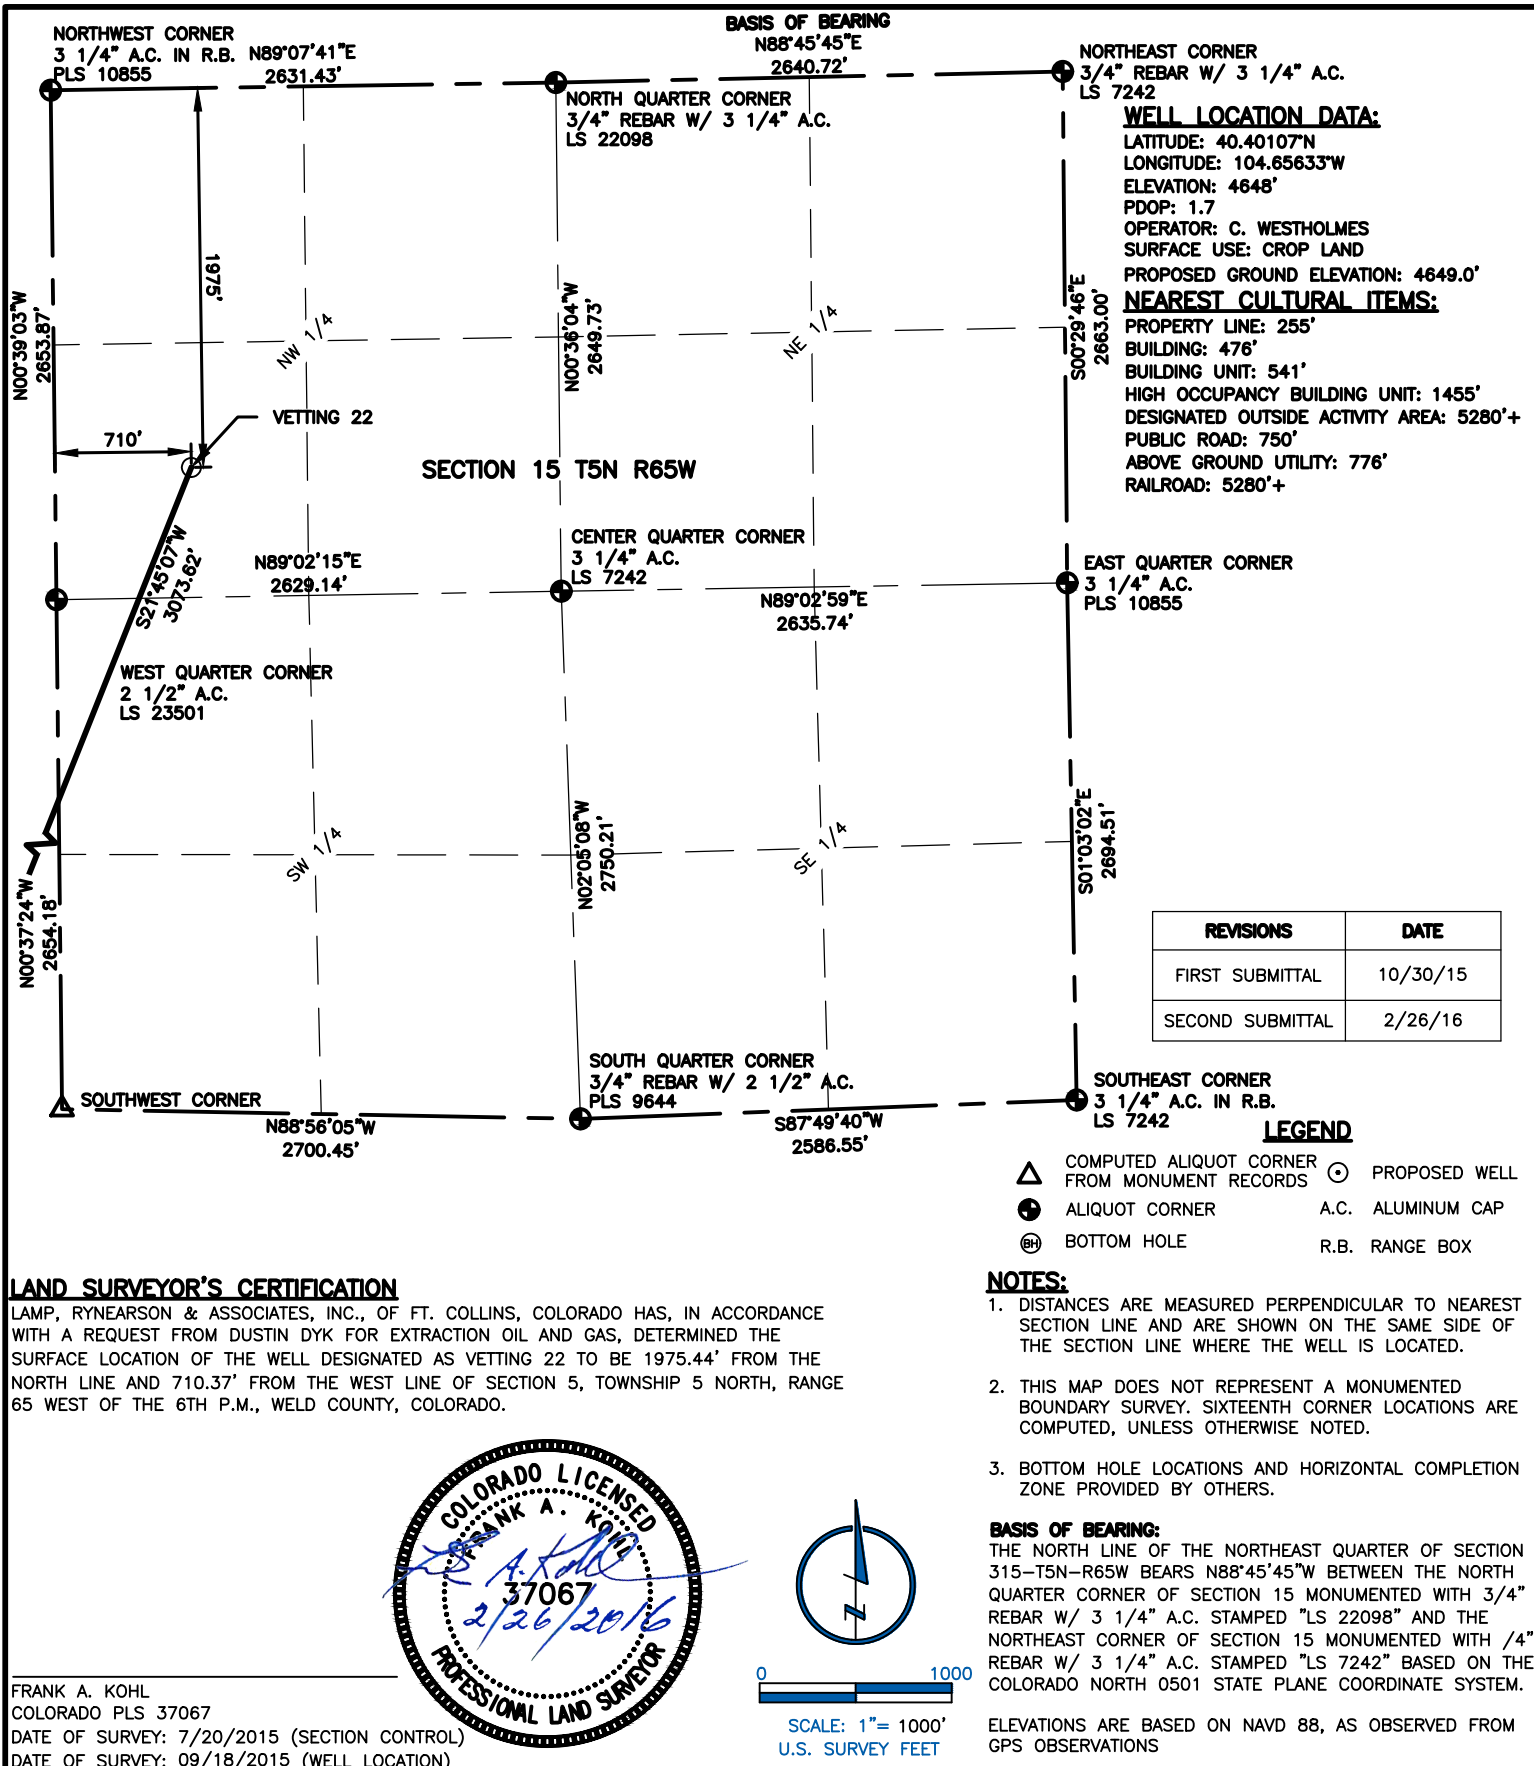 NORTHWEST CORNER
3 1/4" A.C. IN R.B.
PLS 10855
N89°07'41"E
2631.43'
BASIS OF BEARING
N88°45'45"E
2640.72'
NORTHEAST CORNER
3/4" REBAR W/ 3 1/4" A.C.
LS 7242
NORTH QUARTER CORNER
3/4" REBAR W/ 3 1/4" A.C.
LS 22098
WELL LOCATION DATA:
LATITUDE: 40.40107°N
LONGITUDE: 104.65633°W
ELEVATION: 4648'
PDOP: 1.7
OPERATOR: C. WESTHOLMES
SURFACE USE: CROP LAND
PROPOSED GROUND ELEVATION: 4649.0'
NEAREST CULTURAL ITEMS:
PROPERTY LINE: 255'
BUILDING: 476'
BUILDING UNIT: 541'
HIGH OCCUPANCY BUILDING UNIT: 1455'
DESIGNATED OUTSIDE ACTIVITY AREA: 5280'+
PUBLIC ROAD: 750'
ABOVE GROUND UTILITY: 776'
RAILROAD: 5280'+
1975'
N00°39'03"W
2653.87'
NW 1/4
N00°36'04"W
2649.73'
NE 1/4
S00°29'46"E
2663.00'
VETTING 22
710'
SECTION 15 T5N R65W
S21°45'07"W
3073.62'
N89°02'15"E
2629.14'
CENTER QUARTER CORNER
3 1/4" A.C.
LS 7242
N89°02'59"E
2635.74'
EAST QUARTER CORNER
3 1/4" A.C.
PLS 10855
WEST QUARTER CORNER
2 1/2" A.C.
LS 23501
N00°37'24"W
2654.18'
SW 1/4
N02°05'08"W
2750.21'
SE 1/4
S01°03'02"E
2694.51'
REVISIONS DATE
FIRST SUBMITTAL 10/30/15
SECOND SUBMITTAL 2/26/16
SOUTHWEST CORNER
N88°56'05"W
2700.45'
SOUTH QUARTER CORNER
3/4" REBAR W/ 2 1/2" A.C.
PLS 9644
S87°49'40"W
2586.55'
SOUTHEAST CORNER
3 1/4" A.C. IN R.B.
LS 7242
LEGEND
COMPUTED ALIQUOT CORNER
FROM MONUMENT RECORDS
PROPOSED WELL
ALIQUOT CORNER
A.C. ALUMINUM CAP
BH BOTTOM HOLE
R.B. RANGE BOX
LAND SURVEYOR'S CERTIFICATION
LAMP, RYNEARSON & ASSOCIATES, INC., OF FT. COLLINS, COLORADO HAS, IN ACCORDANCE
WITH A REQUEST FROM DUSTIN DYK FOR EXTRACTION OIL AND GAS, DETERMINED THE
SURFACE LOCATION OF THE WELL DESIGNATED AS VETTING 22 TO BE 1975.44' FROM THE
NORTH LINE AND 710.37' FROM THE WEST LINE OF SECTION 5, TOWNSHIP 5 NORTH, RANGE
65 WEST OF THE 6TH P.M., WELD COUNTY, COLORADO.
NOTES:
1. DISTANCES ARE MEASURED PERPENDICULAR TO NEAREST
SECTION LINE AND ARE SHOWN ON THE SAME SIDE OF
THE SECTION LINE WHERE THE WELL IS LOCATED.
2. THIS MAP DOES NOT REPRESENT A MONUMENTED
BOUNDARY SURVEY. SIXTEENTH CORNER LOCATIONS ARE
COMPUTED, UNLESS OTHERWISE NOTED.
3. BOTTOM HOLE LOCATIONS AND HORIZONTAL COMPLETION
ZONE PROVIDED BY OTHERS.
BASIS OF BEARING:
THE NORTH LINE OF THE NORTHEAST QUARTER OF SECTION
315-T5N-R65W BEARS N88°45'45"W BETWEEN THE NORTH
QUARTER CORNER OF SECTION 15 MONUMENTED WITH 3/4"
REBAR W/ 3 1/4" A.C. STAMPED "LS 22098" AND THE
NORTHEAST CORNER OF SECTION 15 MONUMENTED WITH /4"
REBAR W/ 3 1/4" A.C. STAMPED "LS 7242" BASED ON THE
COLORADO NORTH 0501 STATE PLANE COORDINATE SYSTEM.
ELEVATIONS ARE BASED ON NAVD 88, AS OBSERVED FROM
GPS OBSERVATIONS
COLORADO LICENSED
FRANK A. KOHL
A. Kohl
37067
2/26/2016
PROFESSIONAL LAND SURVEYOR
N
0 1000
SCALE: 1"= 1000'
U.S. SURVEY FEET
FRANK A. KOHL
COLORADO PLS 37067
DATE OF SURVEY: 7/20/2015 (SECTION CONTROL)
DATE OF SURVEY: 09/18/2015 (WELL LOCATION)